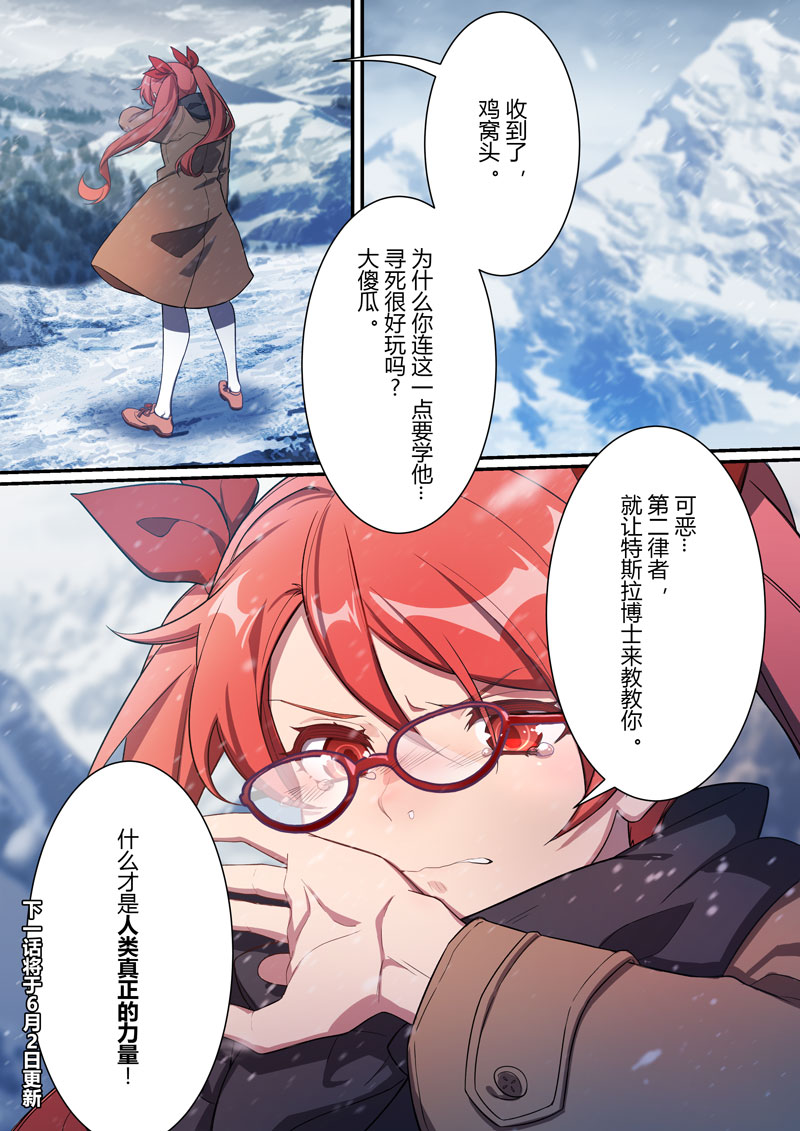 收到了，
鸡窝头。
为什么你连这一点要学他…
寻死很好玩吗？
大傻瓜。
可恶…
第二律者，
就让特斯拉博士来教教你。
什么才是人类真正的力量！
下一话将于6月2日更新